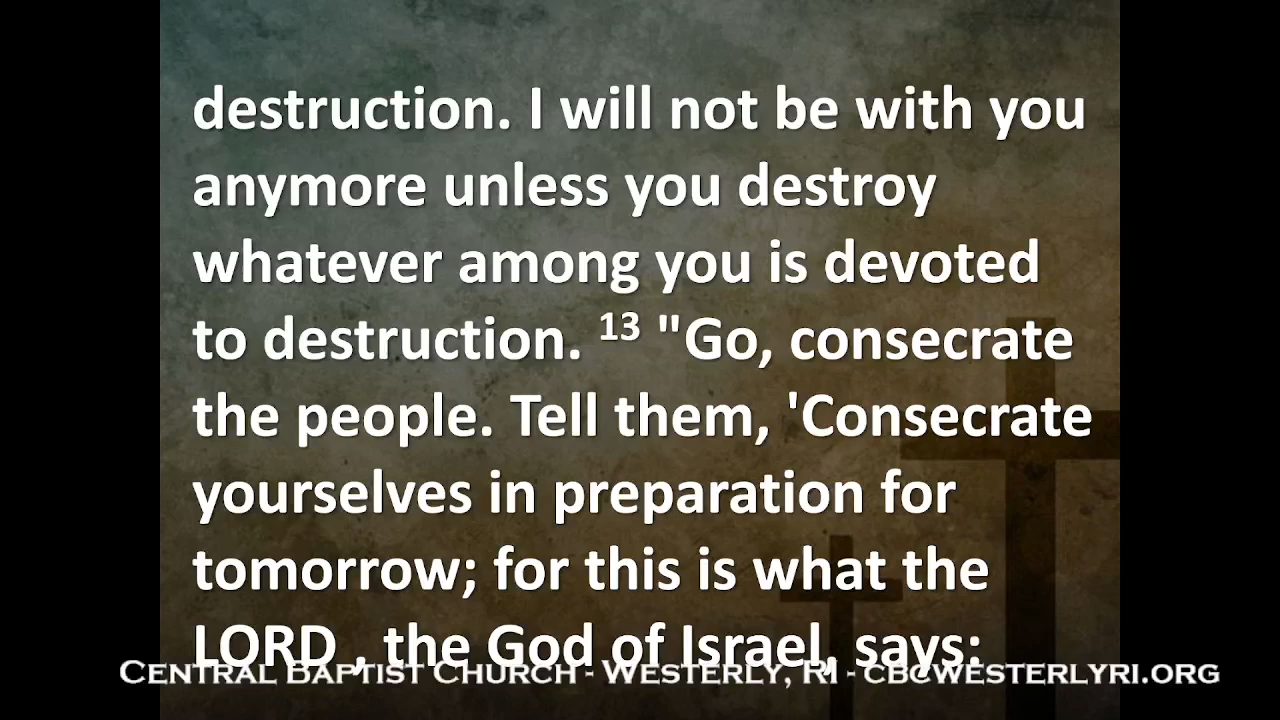 destruction. I will not be with you
anymore unless you destroy
whatever among you is devoted
to destruction. 13 "Go, consecrate
the people. Tell them, 'Consecrate
yourselves in preparation for
tomorrow; for this is what the
LORD , the God of Israel, says:
Central Baptist Church - Westerly, RI - cbcwesterlyri.org